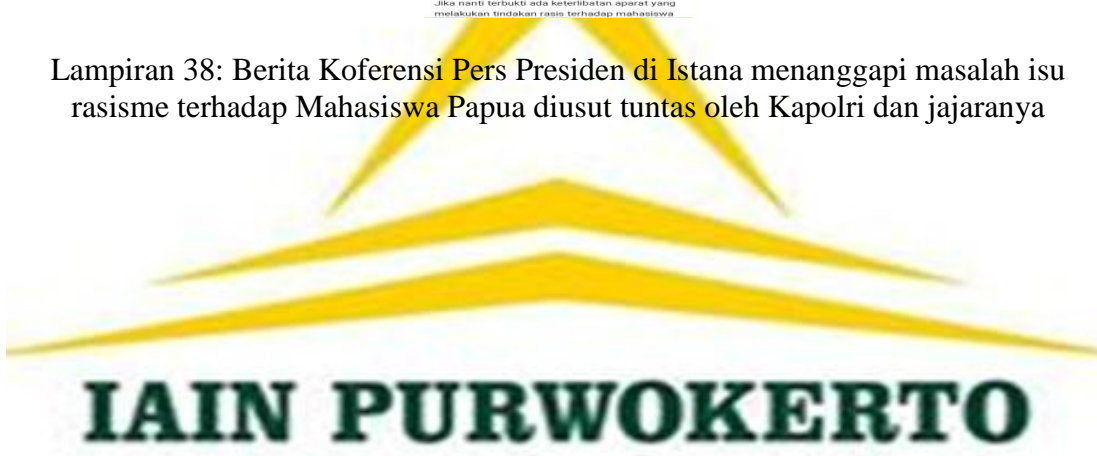 Jika nanti terbukti ada keterlibatan aparat yang
melakukan tindakan rasis terhadap mahasiswa
Lampiran 38: Berita Koferensi Pers Presiden di Istana menanggapi masalah isu
rasisme terhadap Mahasiswa Papua diusut tuntas oleh Kapolri dan jajaranya
IAIN PURWOKERTO